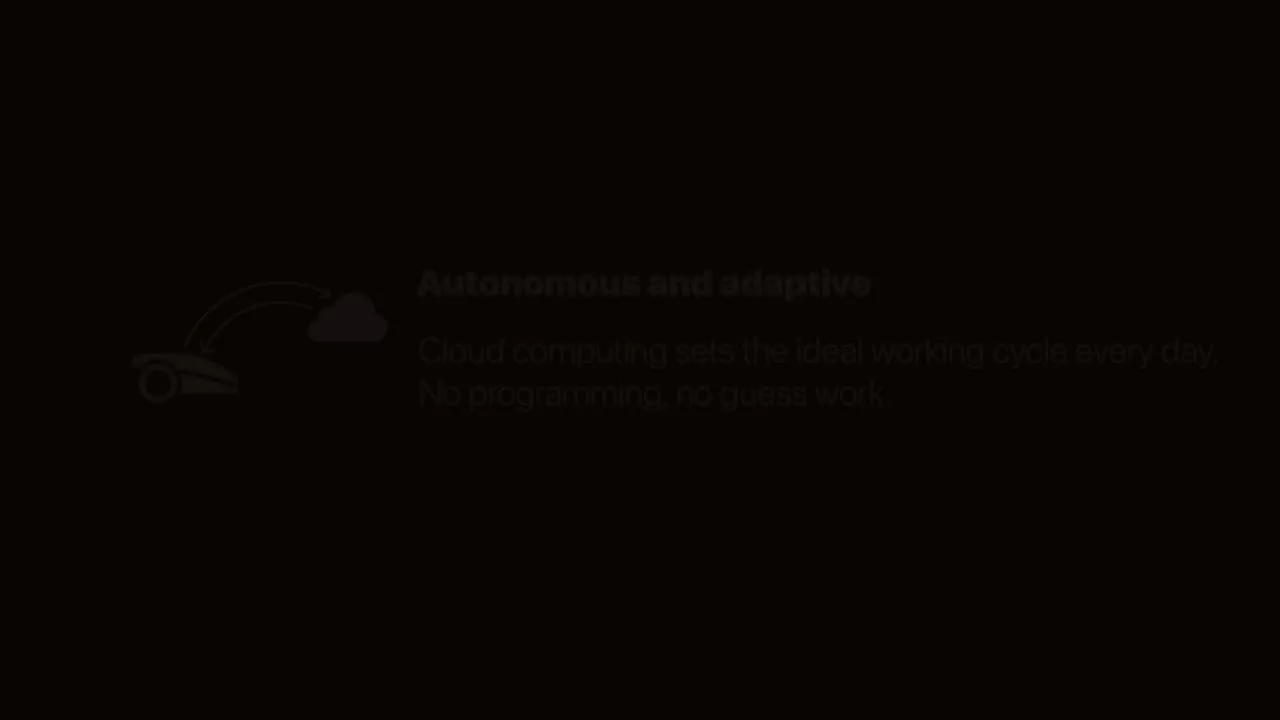 Autonomous and adaptive
Cloud computing sets the ideal working cycle every day.
No programming, no guess work.